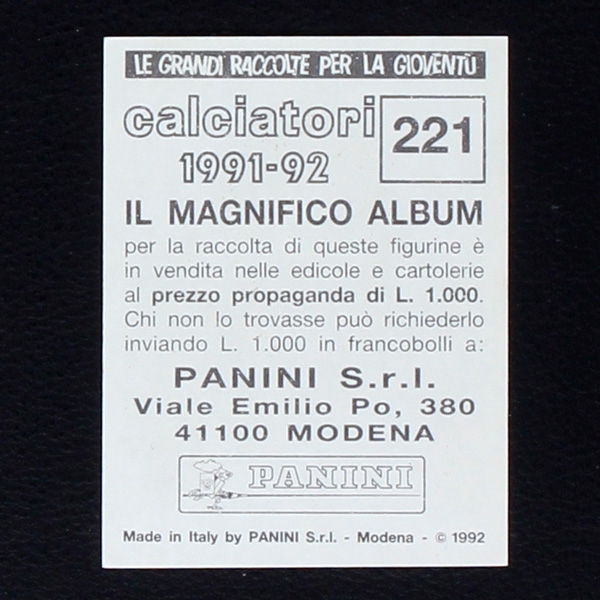 LE GRANDI RACCOLTE PER LA GIOVENTÙ
calciatori 221
1991-92
IL MAGNIFICO ALBUM
per la raccolta di queste figurine è
in vendita nelle edicole e cartolerie
al prezzo propaganda di L. 1.000.
Chi non lo trovasse può richiederlo
inviando L. 1.000 in francobolli a:
PANINI S.r.l.
Viale Emilio Po, 380
41100 MODENA
PANINI
Made in Italy by PANINI S.r.l. - Modena - © 1992